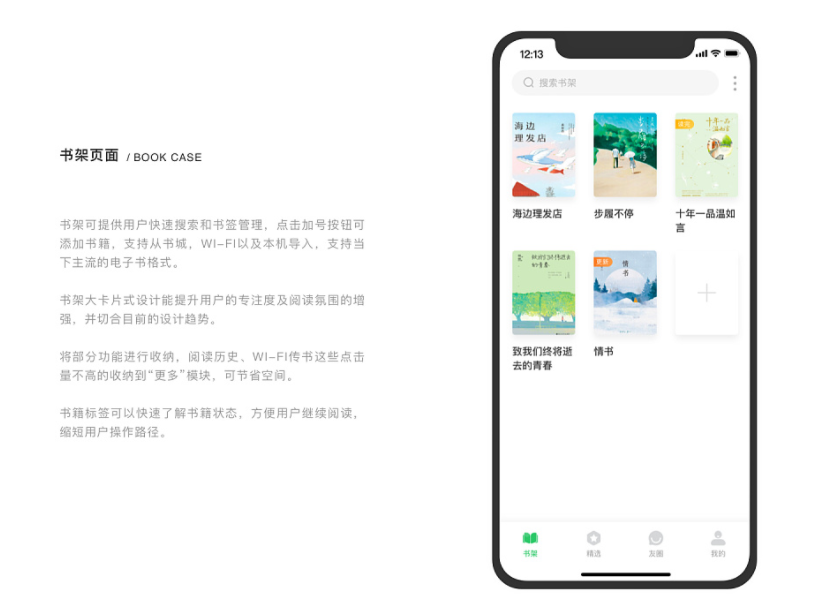 书架页面 / BOOK CASE
书架可提供用户快速搜索和书签管理，点击加号按钮可
添加书籍，支持从书城，WI-FI以及本机导入，支持当
下主流的电子书格式。
书架大卡片式设计能提升用户的专注度及阅读氛围的增
强，并切合目前的设计趋势。
将部分功能进行收纳，阅读历史、WI-FI传书这些点击
量不高的收纳到“更多”模块，可节省空间。
书籍标签可以快速了解书籍状态，方便用户继续阅读，
缩短用户操作路径。
12:13
搜索书架
海边
理发店
十年一品
温如言
海边理发店
步履不停
十年一品温如
言
情
书
致我们终将逝
去的青春
情书
书架
精选
友圈
我的